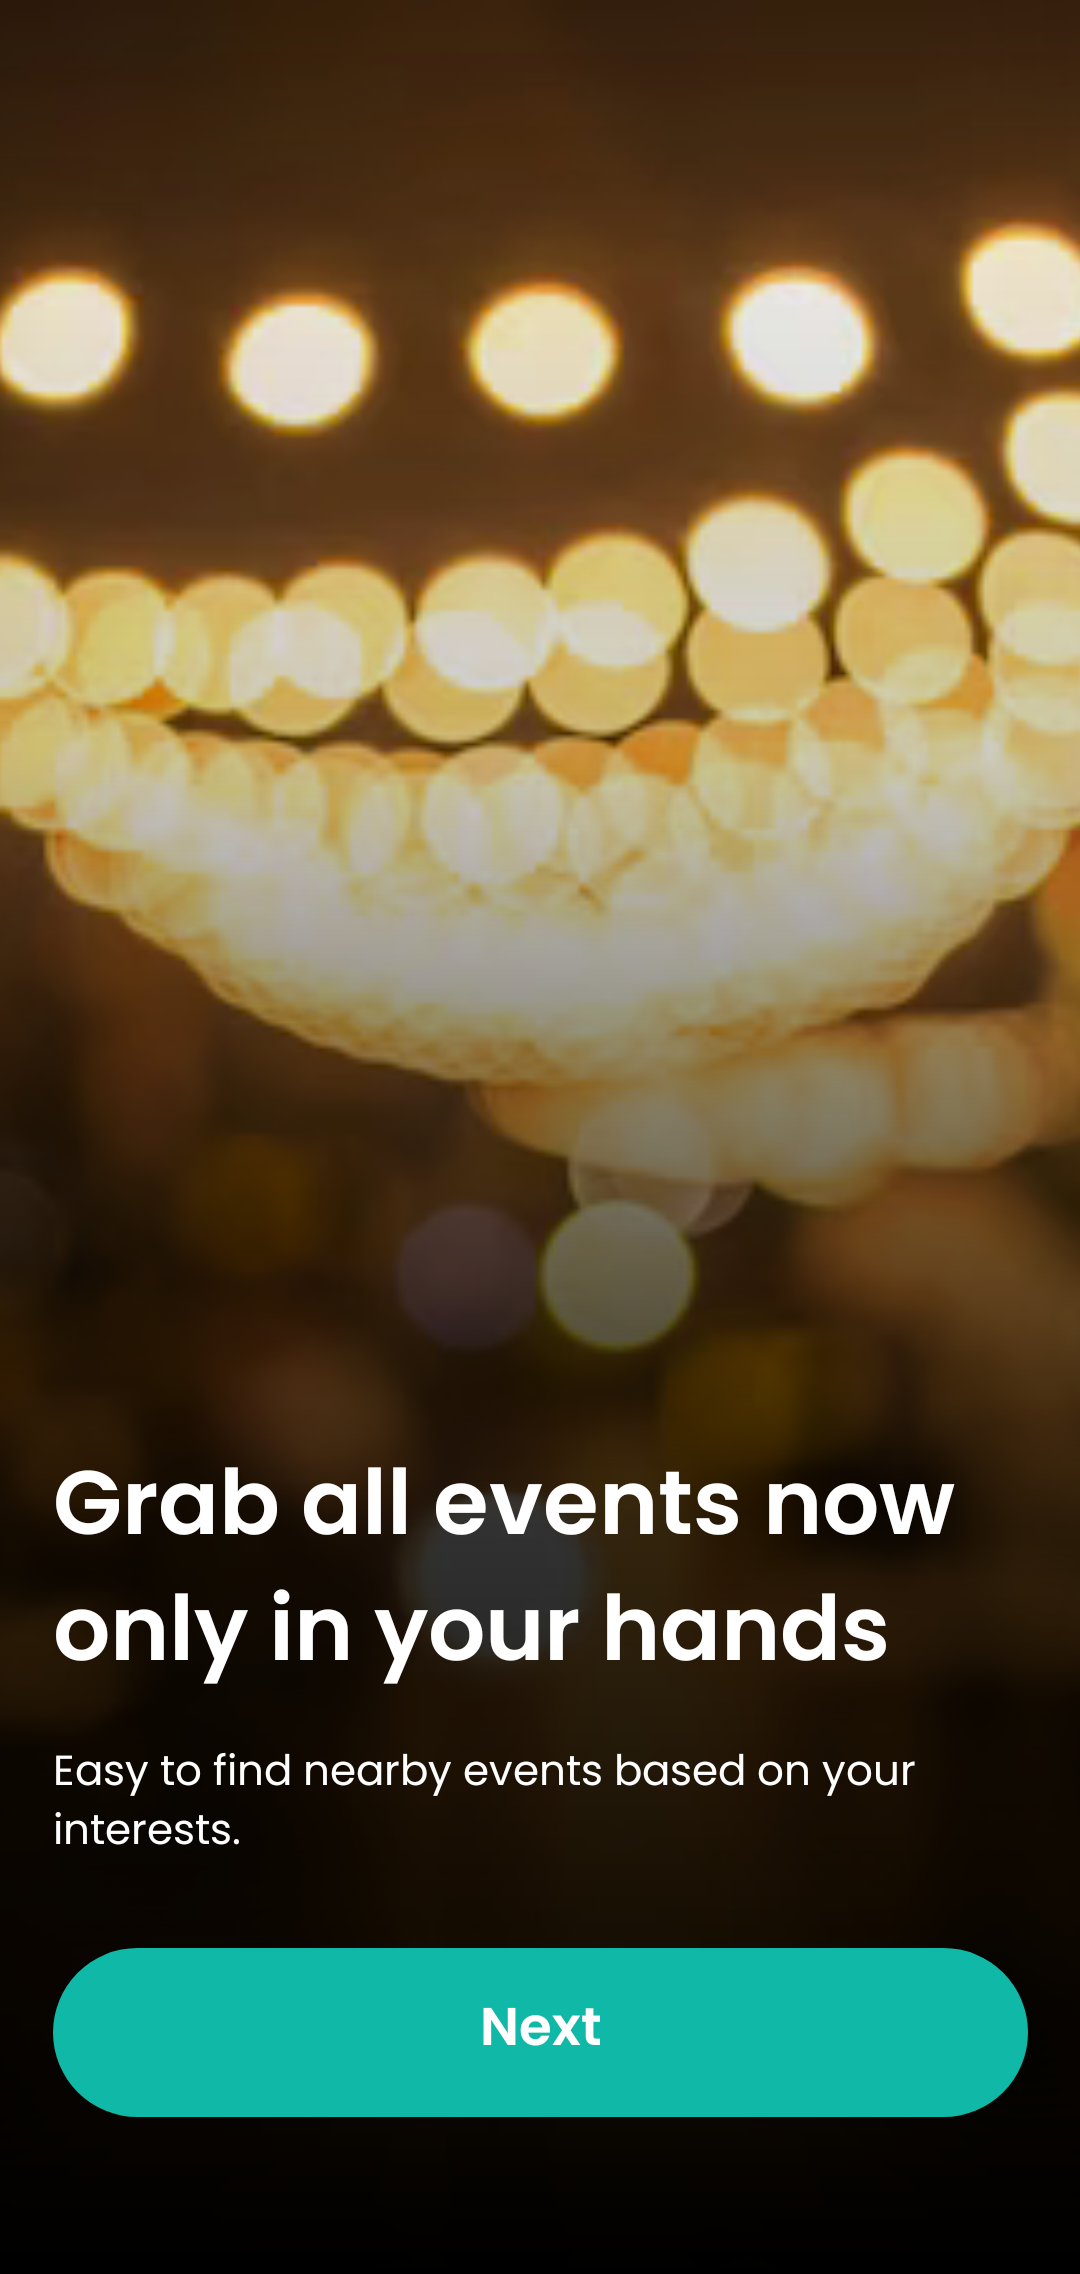 Grab all events now
only in your hands
Easy to find nearby events based on your
interests.
Next